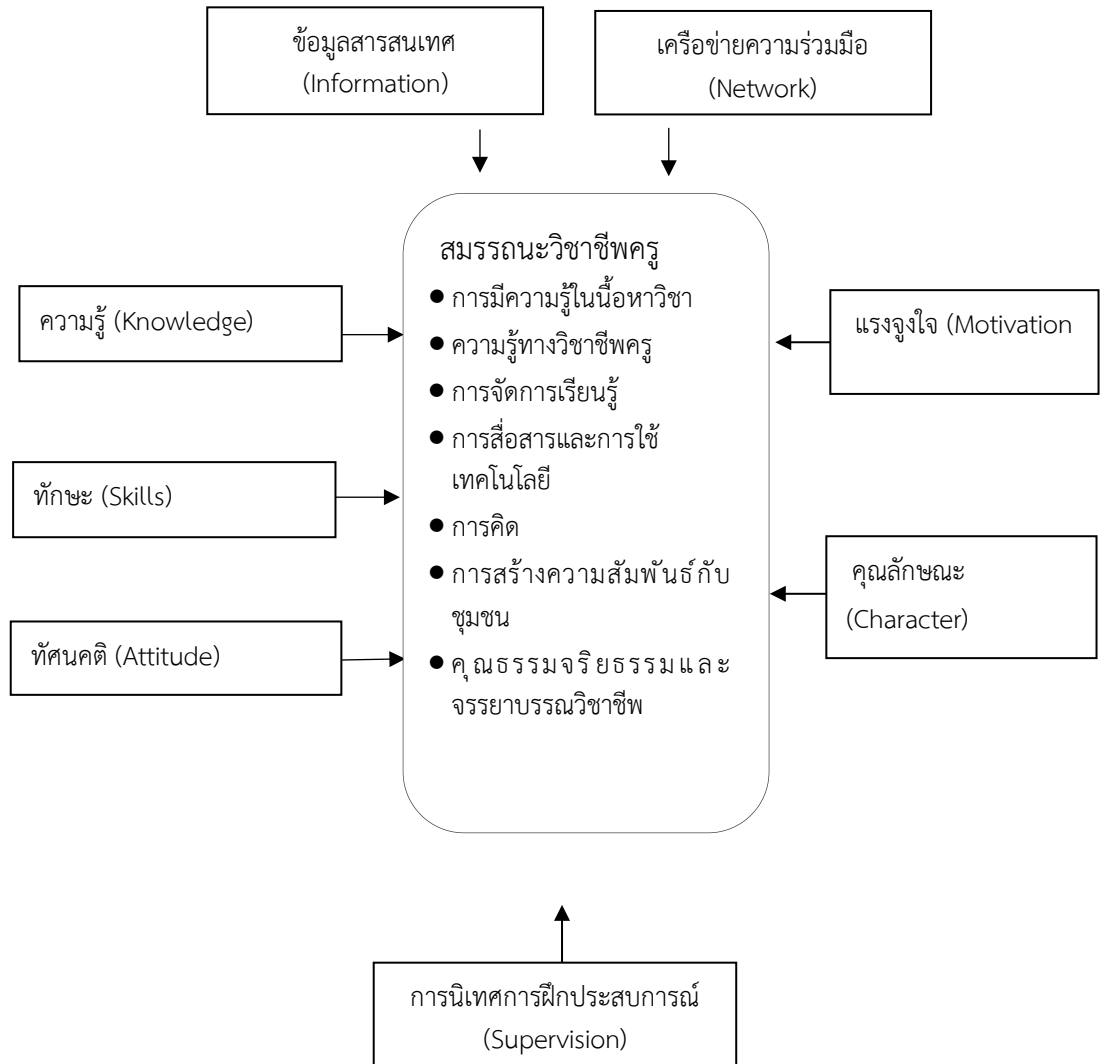 ข้อมูลสารสนเทศ
(Information)
เครือข่ายความร่วมมือ
(Network)
สมรรถนะวิชาชีพครู
● การมีความรู้ในนื้อหาวิชา
● ความรู้ทางวิชาชีพครู
● การจัดการเรียนรู้
● การสื่อสารและการใช้
เทคโนโลยี
● การคิด
● การสร้างความสัมพันธ์กับ
ชุมชน
● คุณธรรมจริยธรรมและ
จรรยาบรรณวิชาชีพ
ความรู้ (Knowledge)
ทักษะ (Skills)
ทัศนคติ (Attitude)
แรงจูงใจ (Motivation
คุณลักษณะ
(Character)
การนิเทศการฝึกประสบการณ์
(Supervision)